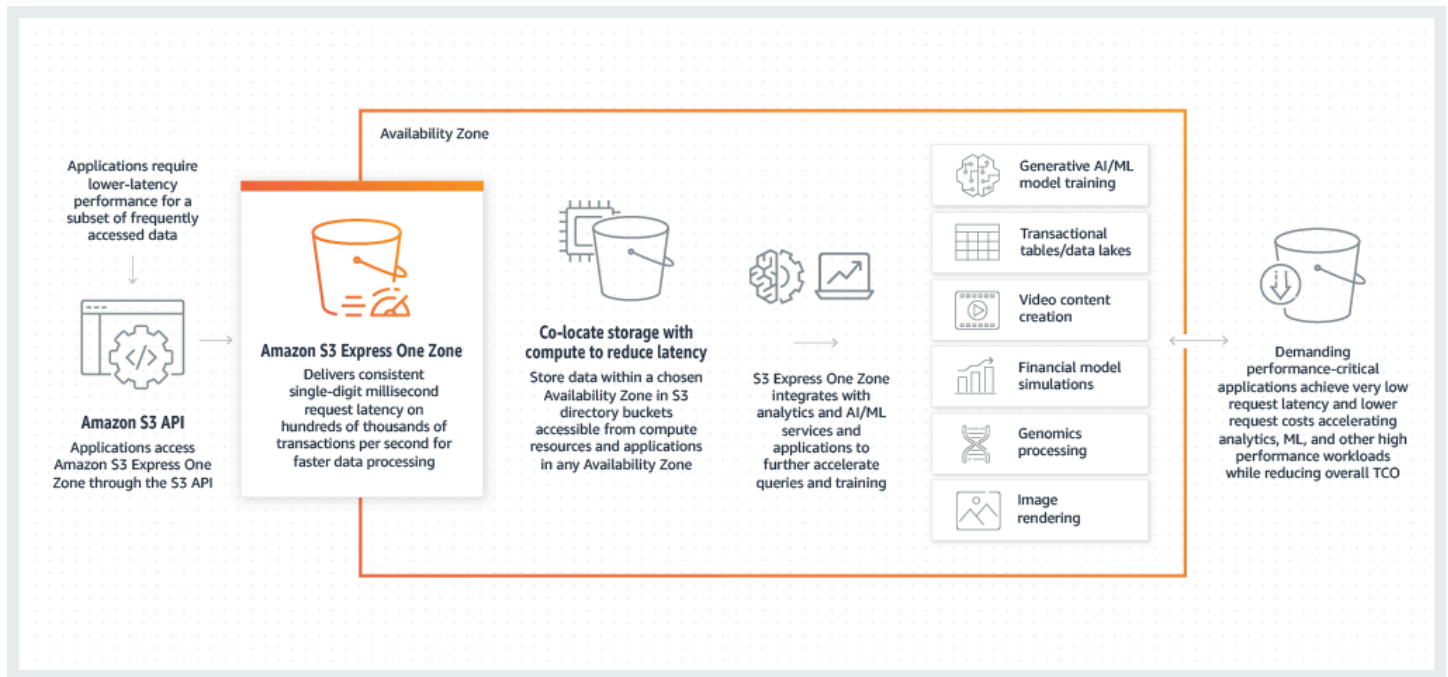 Availability Zone
Applications require
lower-latency
performance for a
subset of frequently
accessed data
Amazon S3 API
Applications access
Amazon S3 Express One
Zone through the S3 API
Amazon S3 Express One Zone
Delivers consistent
single-digit millisecond
request latency on
hundreds of thousands of
transactions per second for
faster data processing
Co-locate storage with
compute to reduce latency
Store data within a chosen
Availability Zone in S3
directory buckets
accessible from compute
resources and applications
in any Availability Zone
S3 Express One Zone
integrates with
analytics and AI/ML
services and
applications to
further accelerate
queries and training
Generative AI/ML
model training
Transactional
tables/data lakes
Video content
creation
Financial model
simulations
Genomics
processing
Image
rendering
Demanding
performance-critical
applications achieve very low
request latency and lower
request costs accelerating
analytics, ML, and other high
performance workloads
while reducing overall TCO